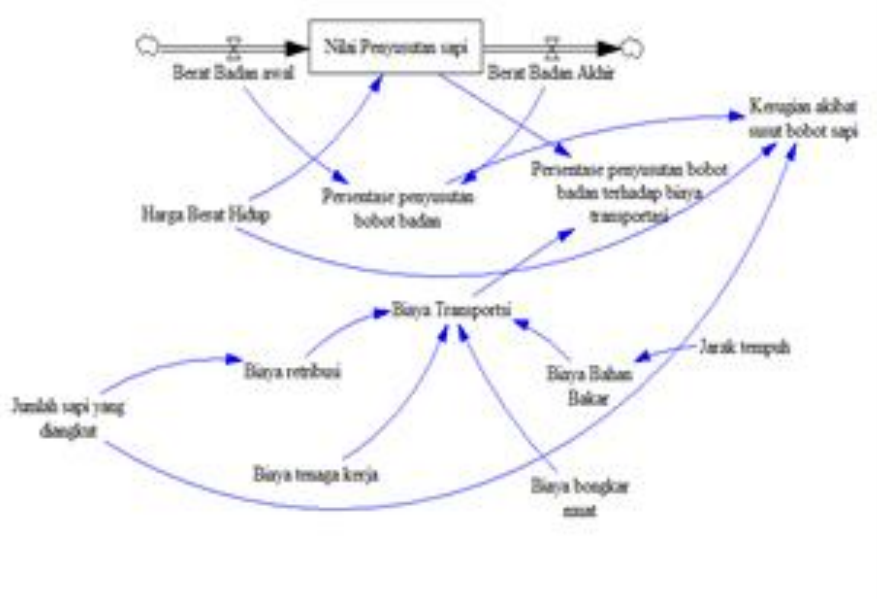 Nilai Penyusutan sapi
Berat Badan awal
Berat Badan Akhir
Kerugian akibat
susut bobot sapi
Persentase penyusutan bobot
badan terhadap biaya
transportasi
Persentase penyusutan
bobot badan
Harga Berat Hidup
Biaya Transportsi
Jarak tempuh
Biaya retribusi
Biaya Bahan
Bakar
Jumlah sapi yang
diangkut
Biaya tenaga kerja
Biaya bongkar
muat